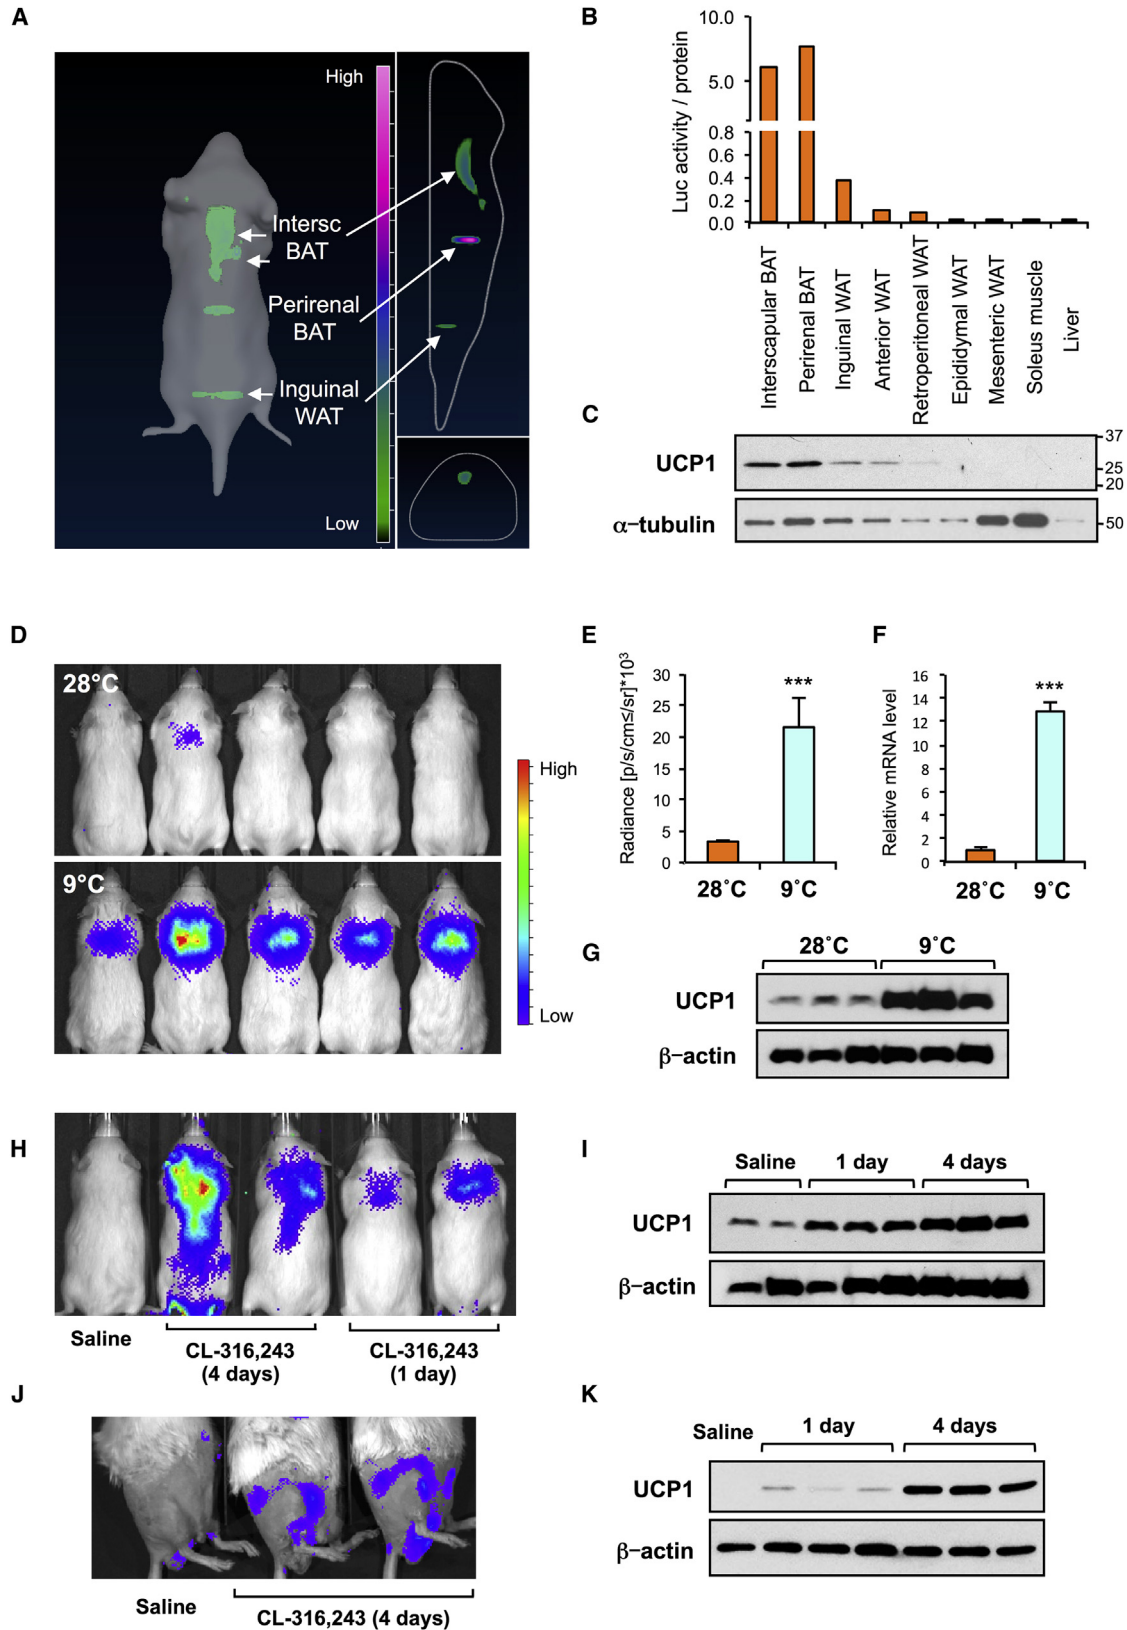 A
High
Intersc
BAT
Perirenal
BAT
Inguinal
WAT
Low
B
Luc activity / protein
10.0
5.0
0.8
0.6
0.4
0.2
0.0
Interscapular BAT
Perirenal BAT
Inguinal WAT
Anterior WAT
Retroperitoneal WAT
Epididymal WAT
Mesenteric WAT
Soleus muscle
Liver
C
UCP1
37
25
20
α-tubulin
50
D
28°C
9°C
High
Low
E
Radiance [p/s/cm≤/sr]*10³
30
25
20
15
10
5
0
***
28˚C
9˚C
F
Relative mRNA level
16
14
12
10
8
6
4
2
0
***
28˚C
9˚C
G
28˚C
9˚C
UCP1
β-actin
H
Saline
CL-316,243
(4 days)
CL-316,243
(1 day)
I
Saline
1 day
4 days
UCP1
β-actin
J
Saline
CL-316,243 (4 days)
K
Saline
1 day
4 days
UCP1
β-actin